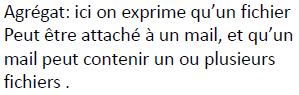 Agrégat: ici on exprime qu'un fichier
Peut être attaché à un mail, et qu'un
mail peut contenir un ou plusieurs
fichiers .